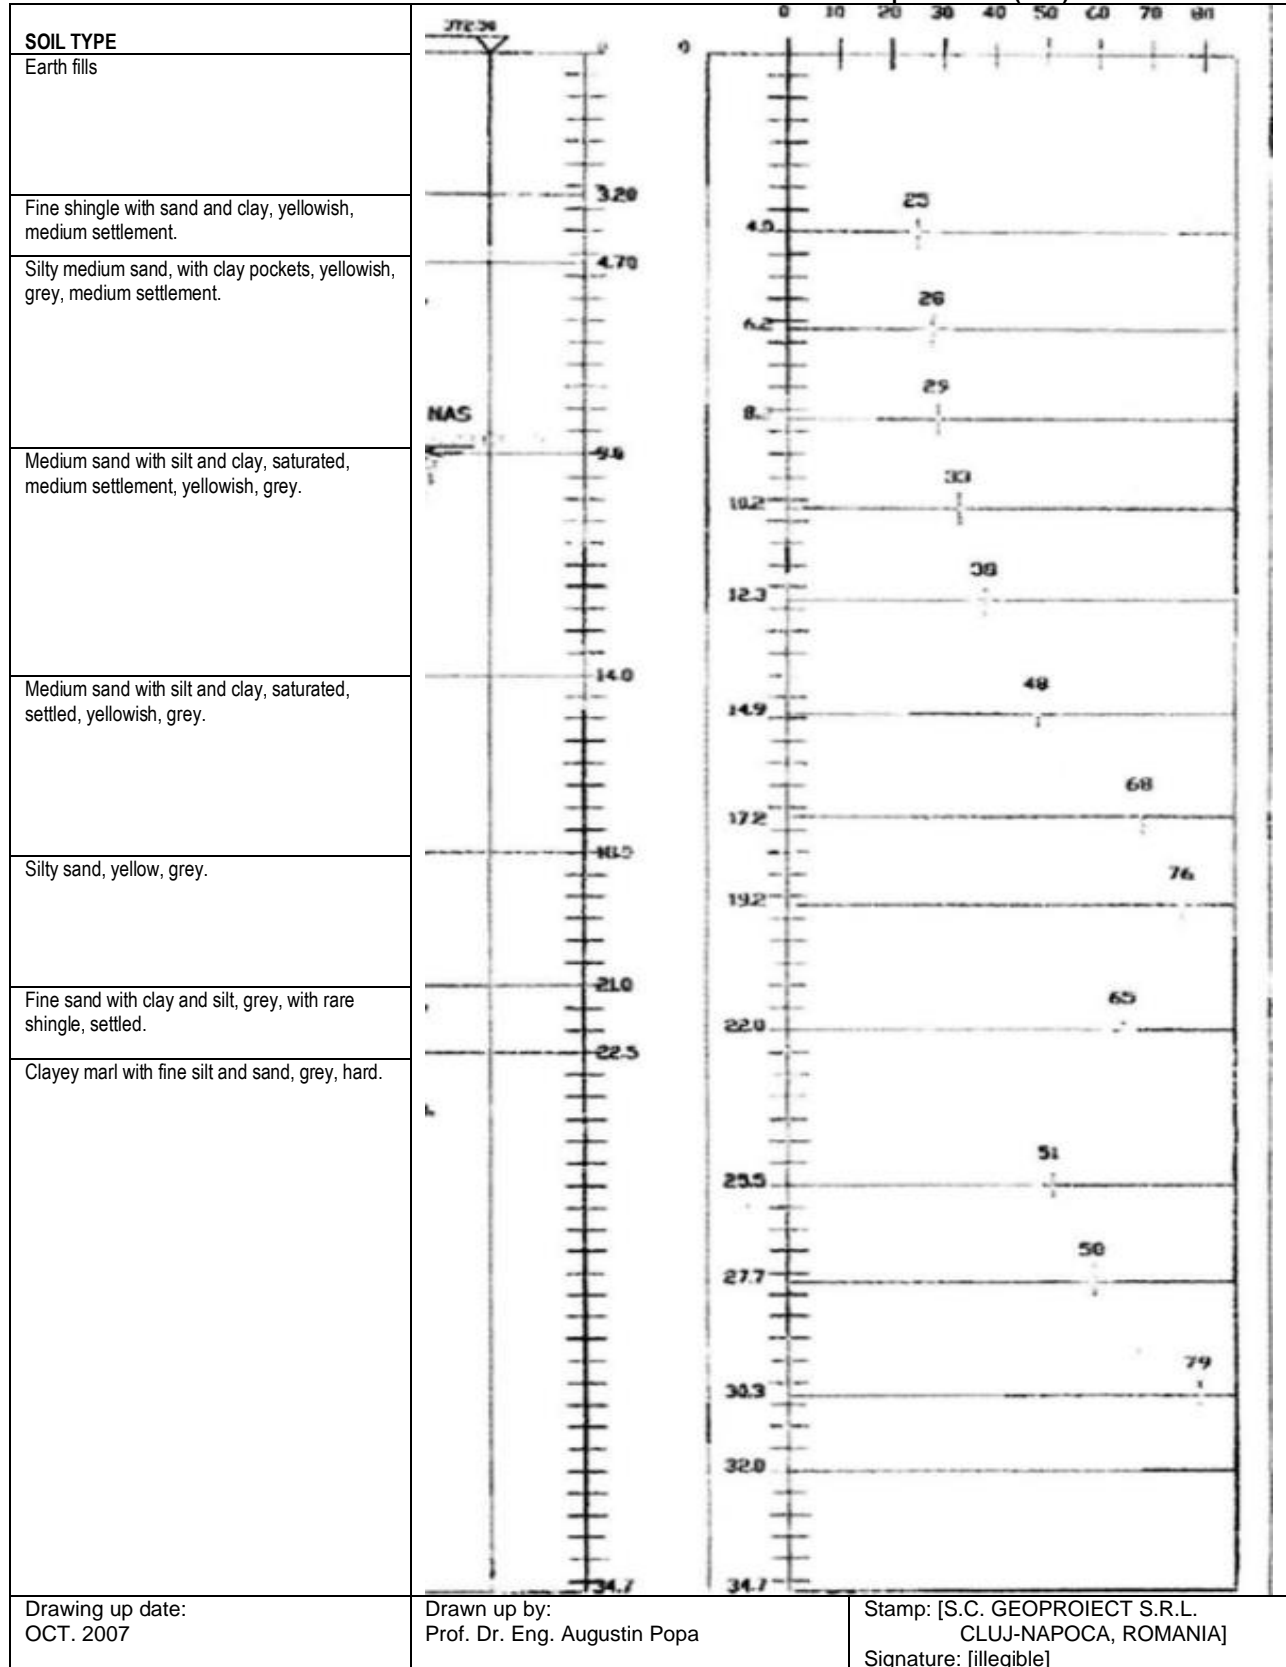 0 10 20 30 40 50 60 70 80
SOIL TYPE
0 0
Earth fills
3.20
Fine shingle with sand and clay, yellowish,
medium settlement.
25
4.70
Silty medium sand, with clay pockets, yellowish,
grey, medium settlement.
28
6.2
29
NAS
Medium sand with silt and clay, saturated,
medium settlement, yellowish, grey.
33
10.2
38
12.3
14.0
Medium sand with silt and clay, saturated,
settled, yellowish, grey.
48
14.9
68
17.2
Silty sand, yellow, grey.
76
19.2
21.0
Fine sand with clay and silt, grey, with rare
shingle, settled.
65
22.0
22.5
Clayey marl with fine silt and sand, grey, hard.
51
25.5
27.7
79
30.3
32.0
34.7 34.7
Drawing up date:
OCT. 2007
Drawn up by:
Prof. Dr. Eng. Augustin Popa
Stamp: [S.C. GEOPROIECT S.R.L.
CLUJ-NAPOCA, ROMANIA]
Signature: [illegible]